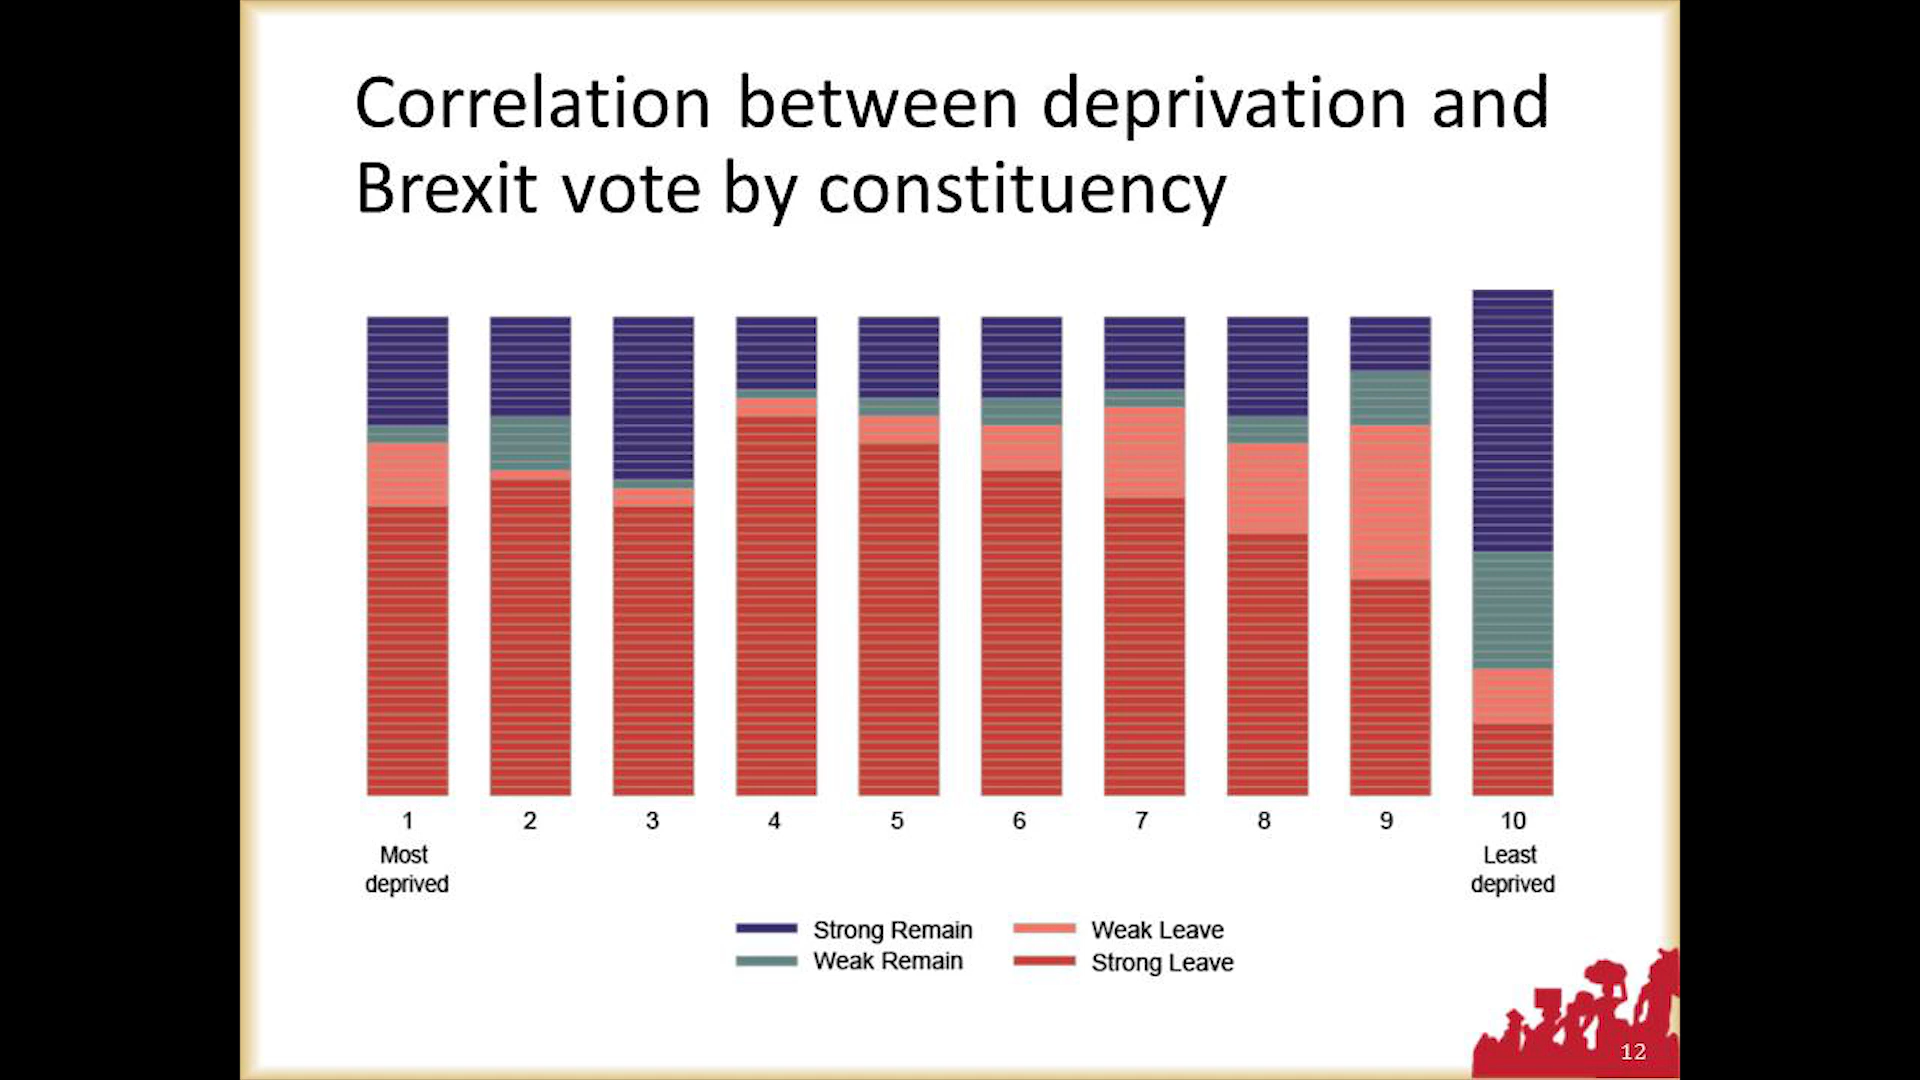 Correlation between deprivation and
Brexit vote by constituency
1 2 3 4 5 6 7 8 9 10
Most deprived
Least deprived
Strong Remain
Weak Remain
Weak Leave
Strong Leave
12